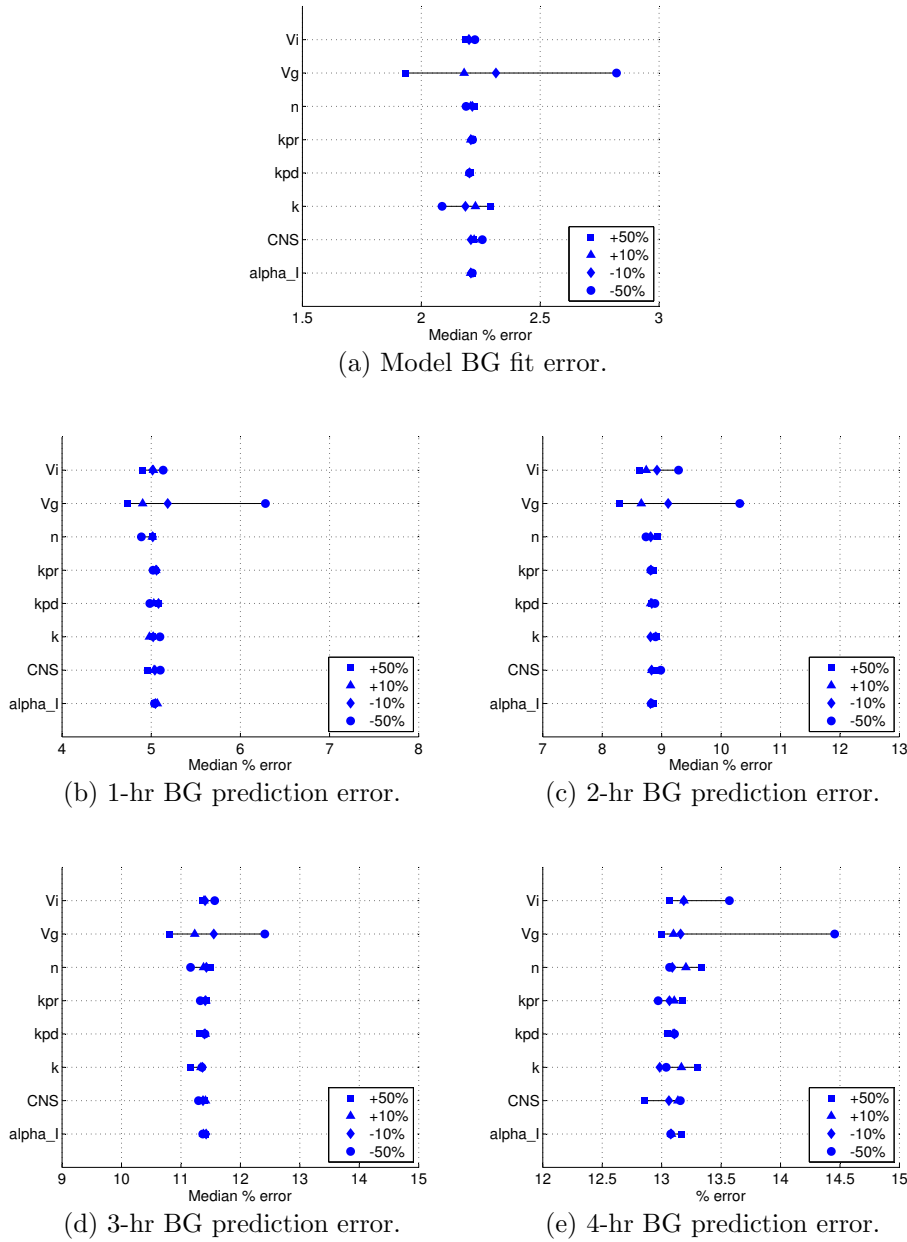 Vi
Vg
n
kpr
kpd
k
CNS
alpha_I
+50%
+10%
-10%
-50%
1.5 2 2.5 3
Median % error
(a) Model BG fit error.
Vi
Vg
n
kpr
kpd
k
CNS
alpha_I
+50%
+10%
-10%
-50%
4 5 6 7 8
Median % error
(b) 1-hr BG prediction error.
Vi
Vg
n
kpr
kpd
k
CNS
alpha_I
+50%
+10%
-10%
-50%
7 8 9 10 11 12 13
Median % error
(c) 2-hr BG prediction error.
Vi
Vg
n
kpr
kpd
k
CNS
alpha_I
+50%
+10%
-10%
-50%
9 10 11 12 13 14 15
Median % error
(d) 3-hr BG prediction error.
Vi
Vg
n
kpr
kpd
k
CNS
alpha_I
+50%
+10%
-10%
-50%
12 12.5 13 13.5 14 14.5 15
% error
(e) 4-hr BG prediction error.